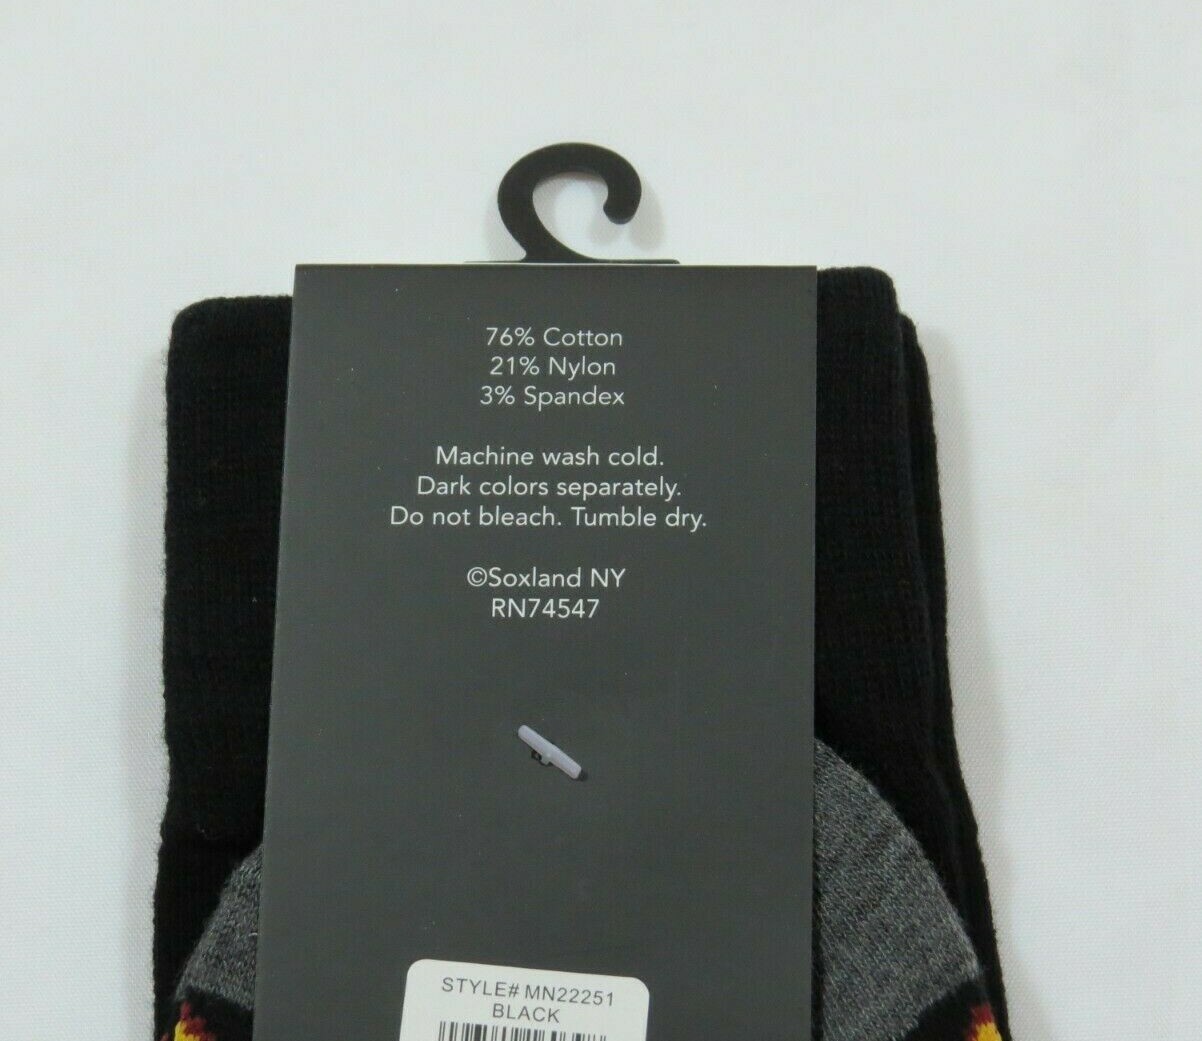 76% Cotton
21% Nylon
3% Spandex
Machine wash cold.
Dark colors separately.
Do not bleach. Tumble dry.
©Soxland NY
RN74547
STYLE# MN22251
BLACK